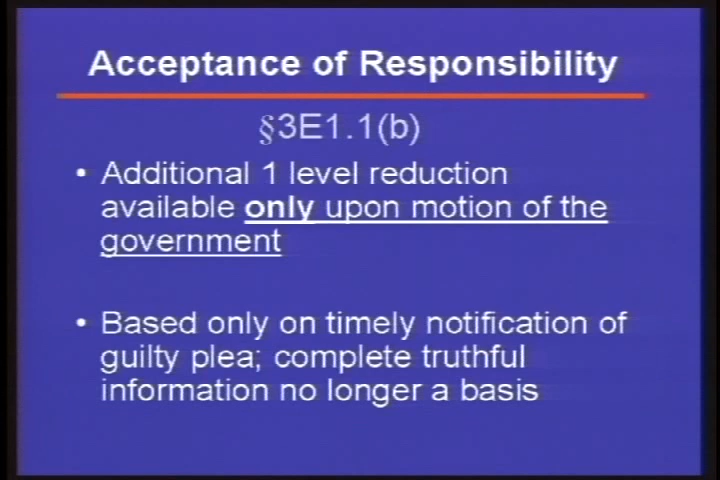 Acceptance of Responsibility
§3E1.1(b)
• Additional 1 level reduction
available only upon motion of the
government
• Based only on timely notification of
guilty plea; complete truthful
information no longer a basis